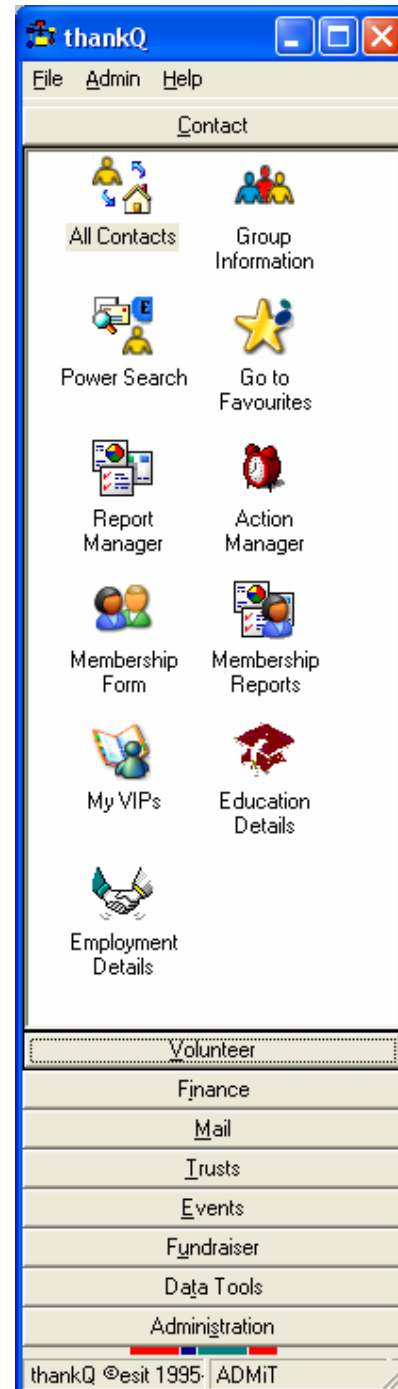 thankQ
File Admin Help
Contact
All Contacts
Group
Information
Power Search
Go to
Favourites
Report
Manager
Action
Manager
Membership
Form
Membership
Reports
My VIPs
Education
Details
Employment
Details
Volunteer
Finance
Mail
Trusts
Events
Fundraiser
Data Tools
Administration
thankQ ©esit 1995- ADMiT